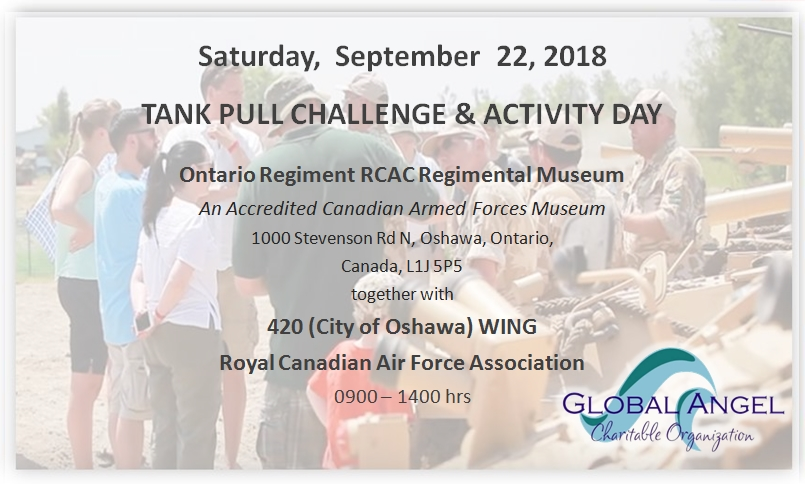 Saturday, September 22, 2018
TANK PULL CHALLENGE & ACTIVITY DAY
Ontario Regiment RCAC Regimental Museum
An Accredited Canadian Armed Forces Museum
1000 Stevenson Rd N, Oshawa, Ontario,
Canada, L1J 5P5
together with
420 (City of Oshawa) WING
Royal Canadian Air Force Association
0900 – 1400 hrs
GLOBAL ANGEL
Charitable Organization